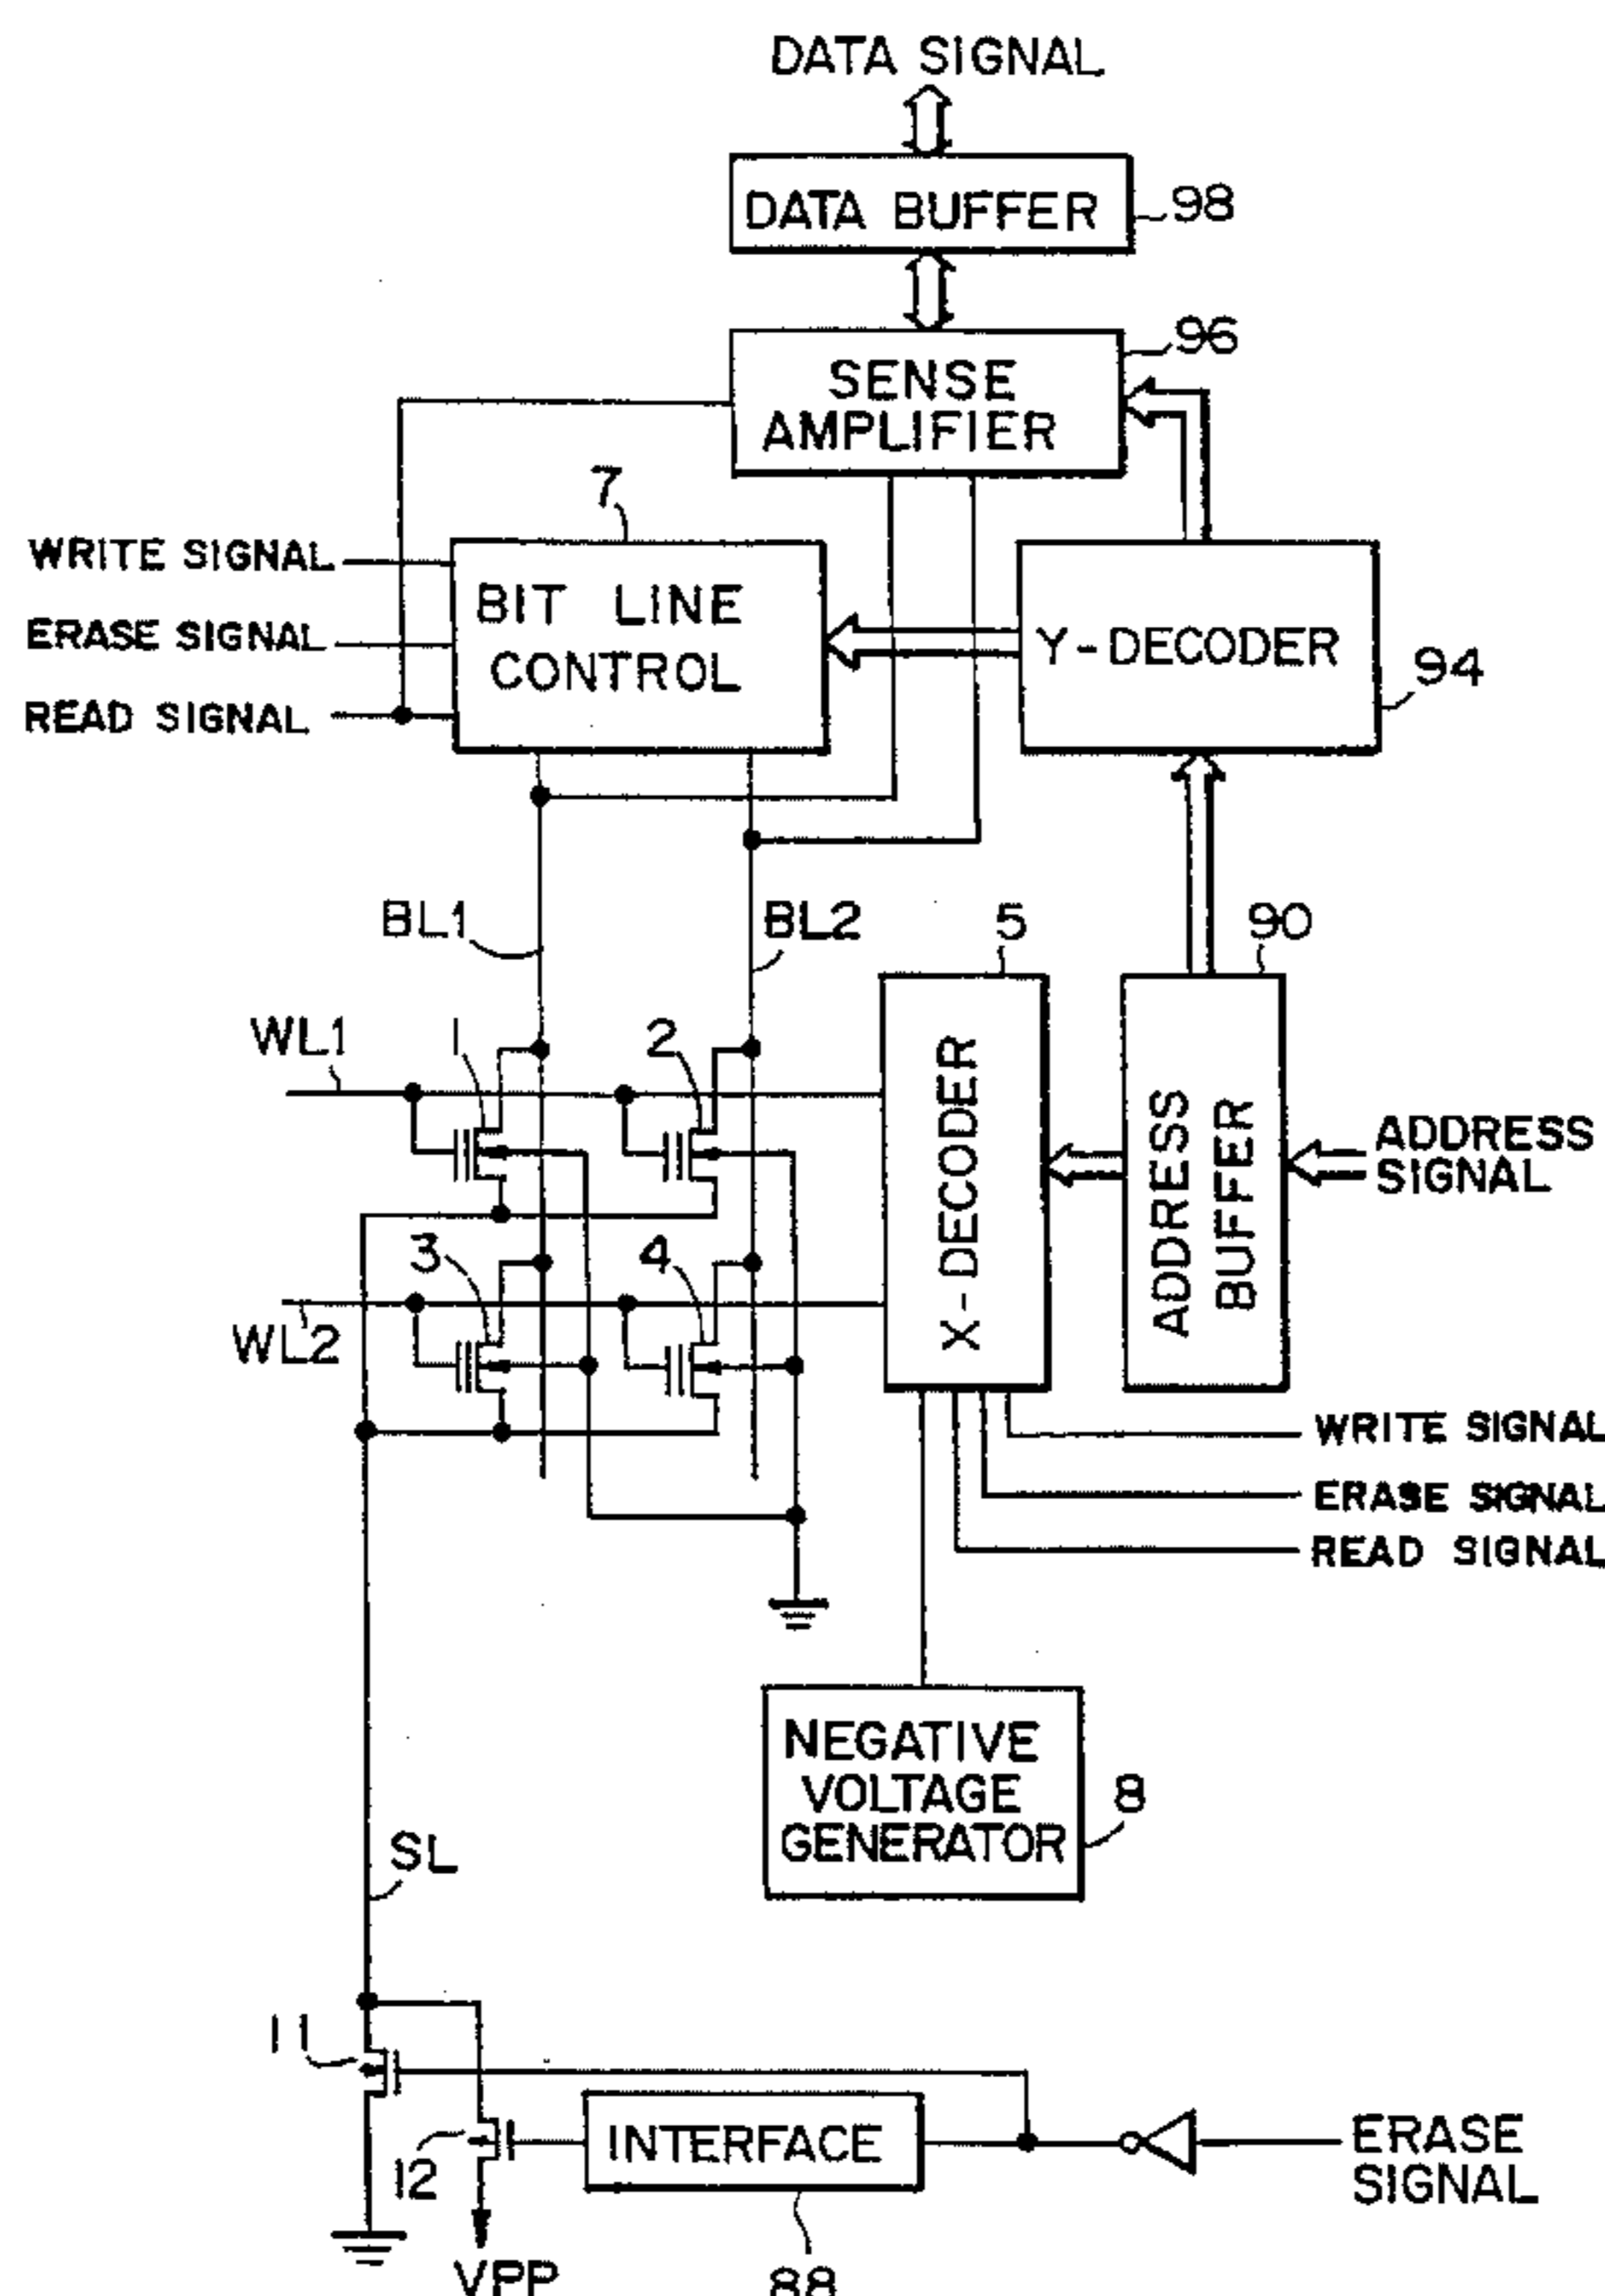 DATA SIGNAL
DATA BUFFER
98
SENSE
AMPLIFIER
96
7
WRITE SIGNAL
ERASE SIGNAL
READ SIGNAL
BIT LINE
CONTROL
Y-DECODER
94
BL1
BL2
5
90
WL1
1
2
X-DECODER
ADDRESS
BUFFER
ADDRESS
SIGNAL
3
4
WL2
WRITE SIGNAL
ERASE SIGNAL
READ SIGNAL
NEGATIVE
VOLTAGE
GENERATOR
8
SL
11
12
INTERFACE
ERASE
SIGNAL
VPP
88